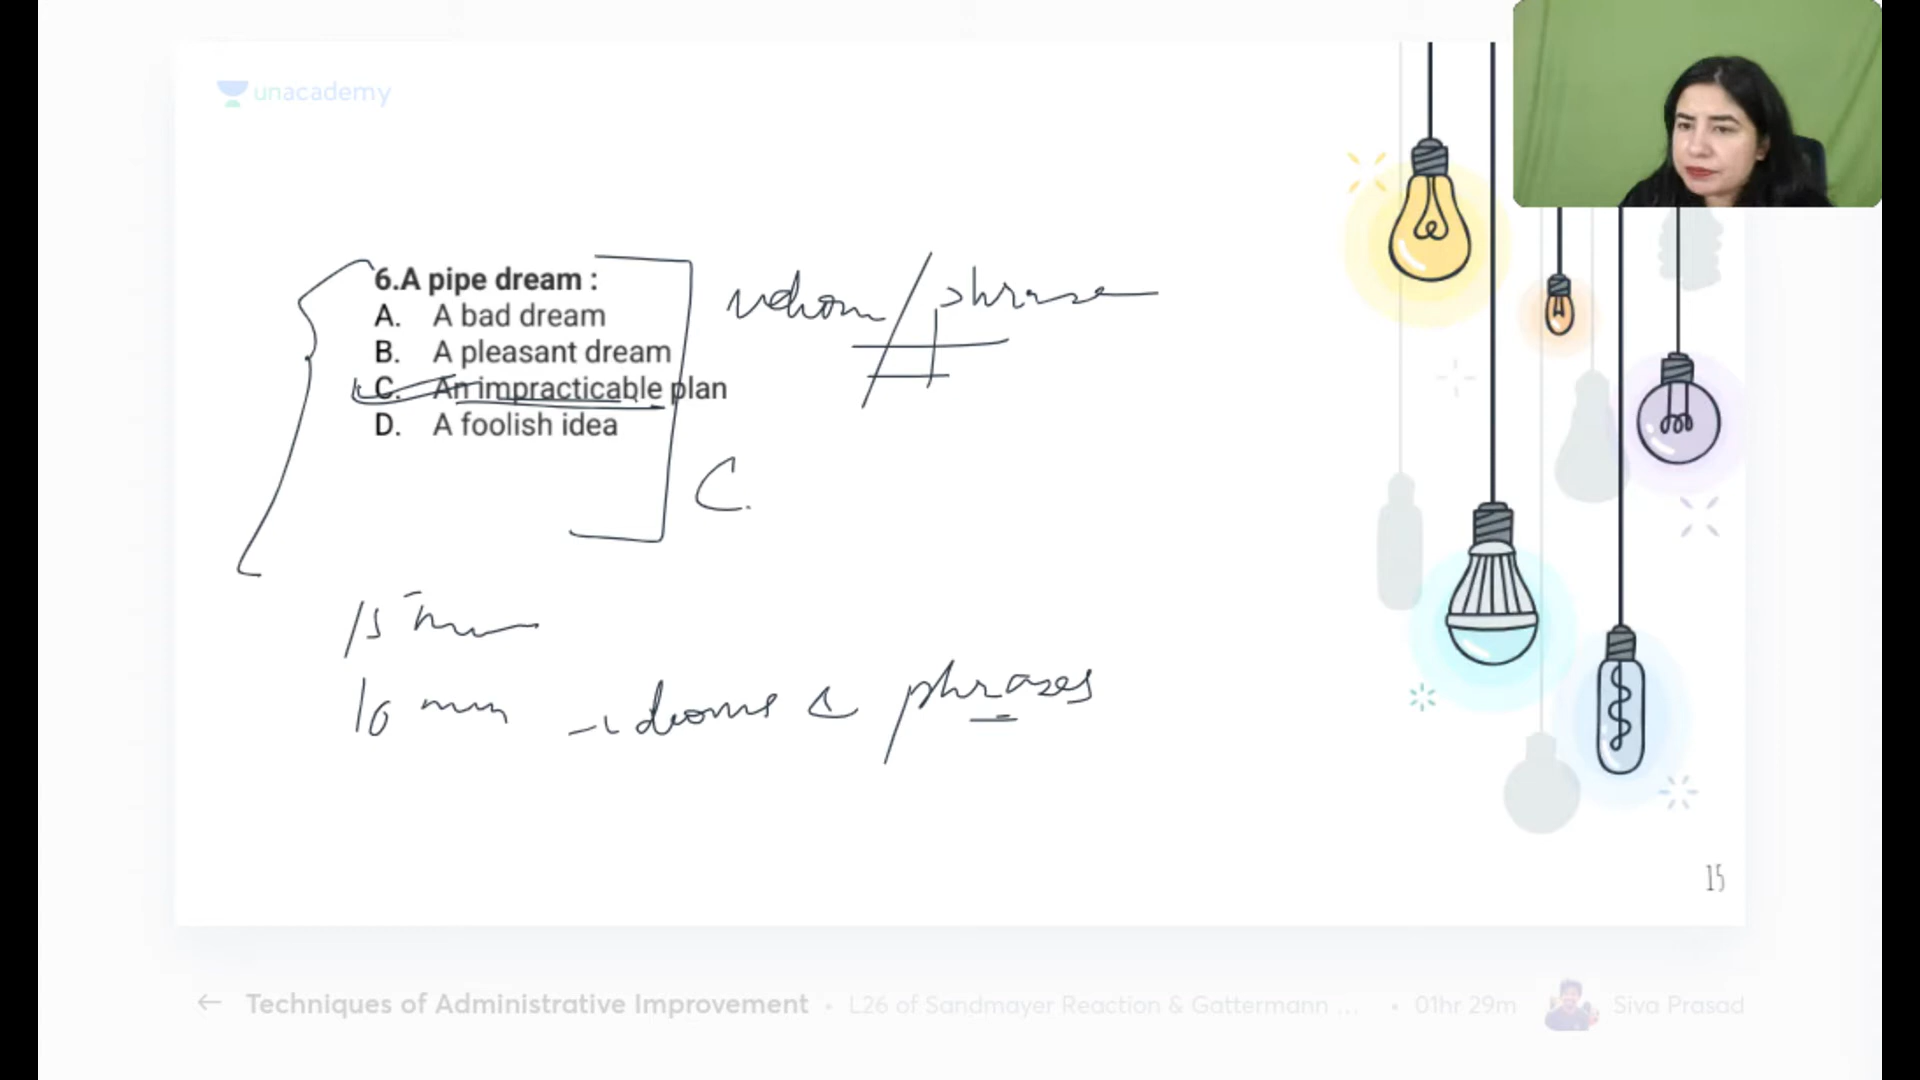 unacademy
6.A pipe dream :
A. A bad dream
B. A pleasant dream
C. An impracticable plan
D. A foolish idea
idiom / phrase
C.
15 min
10 min - idioms & phrases
15
← Techniques of Administrative Improvement • L26 of Sandmayer Reaction & Gattermann ... • 01hr 29m Siva Prasad